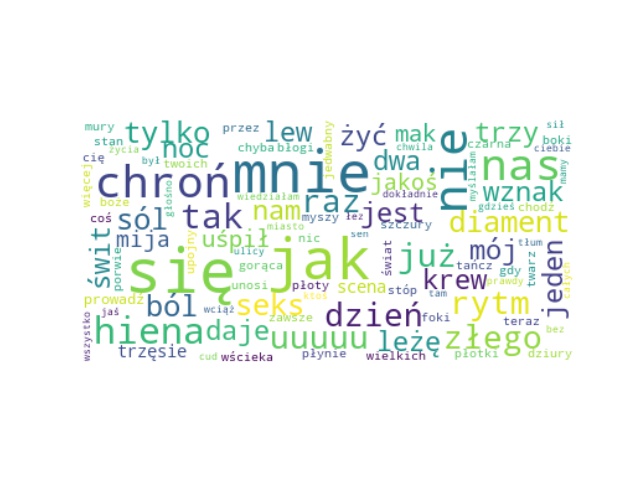 mury tylko przez lew żyć mak trzy sił
stan noc chyba błogi jedwabny chwila czarna boki
cię życia był twoich mnie dwa nie nas ciebie
więcej chroń głośno wiedziałam raz jakoś dokładnie myślałam wznak mamy
boże tak nam myszy łez jest gdzieś chodź
coś sól miasto szczury diament
świt mija upojny uśpił nic sen świat mój tłum
porwie się ulicy jak już tańcz gdy twarz jeden
gorąca krew prawdy całych
prowadź jaś ból unosi płoty scena stóp tam rytm
wciąż seks ktoś dzień foki teraz
wszystko hiena daje zawsze uuuuu leżę złego bez
trzęsie cud wścieka płynie wielkich płotki dziury